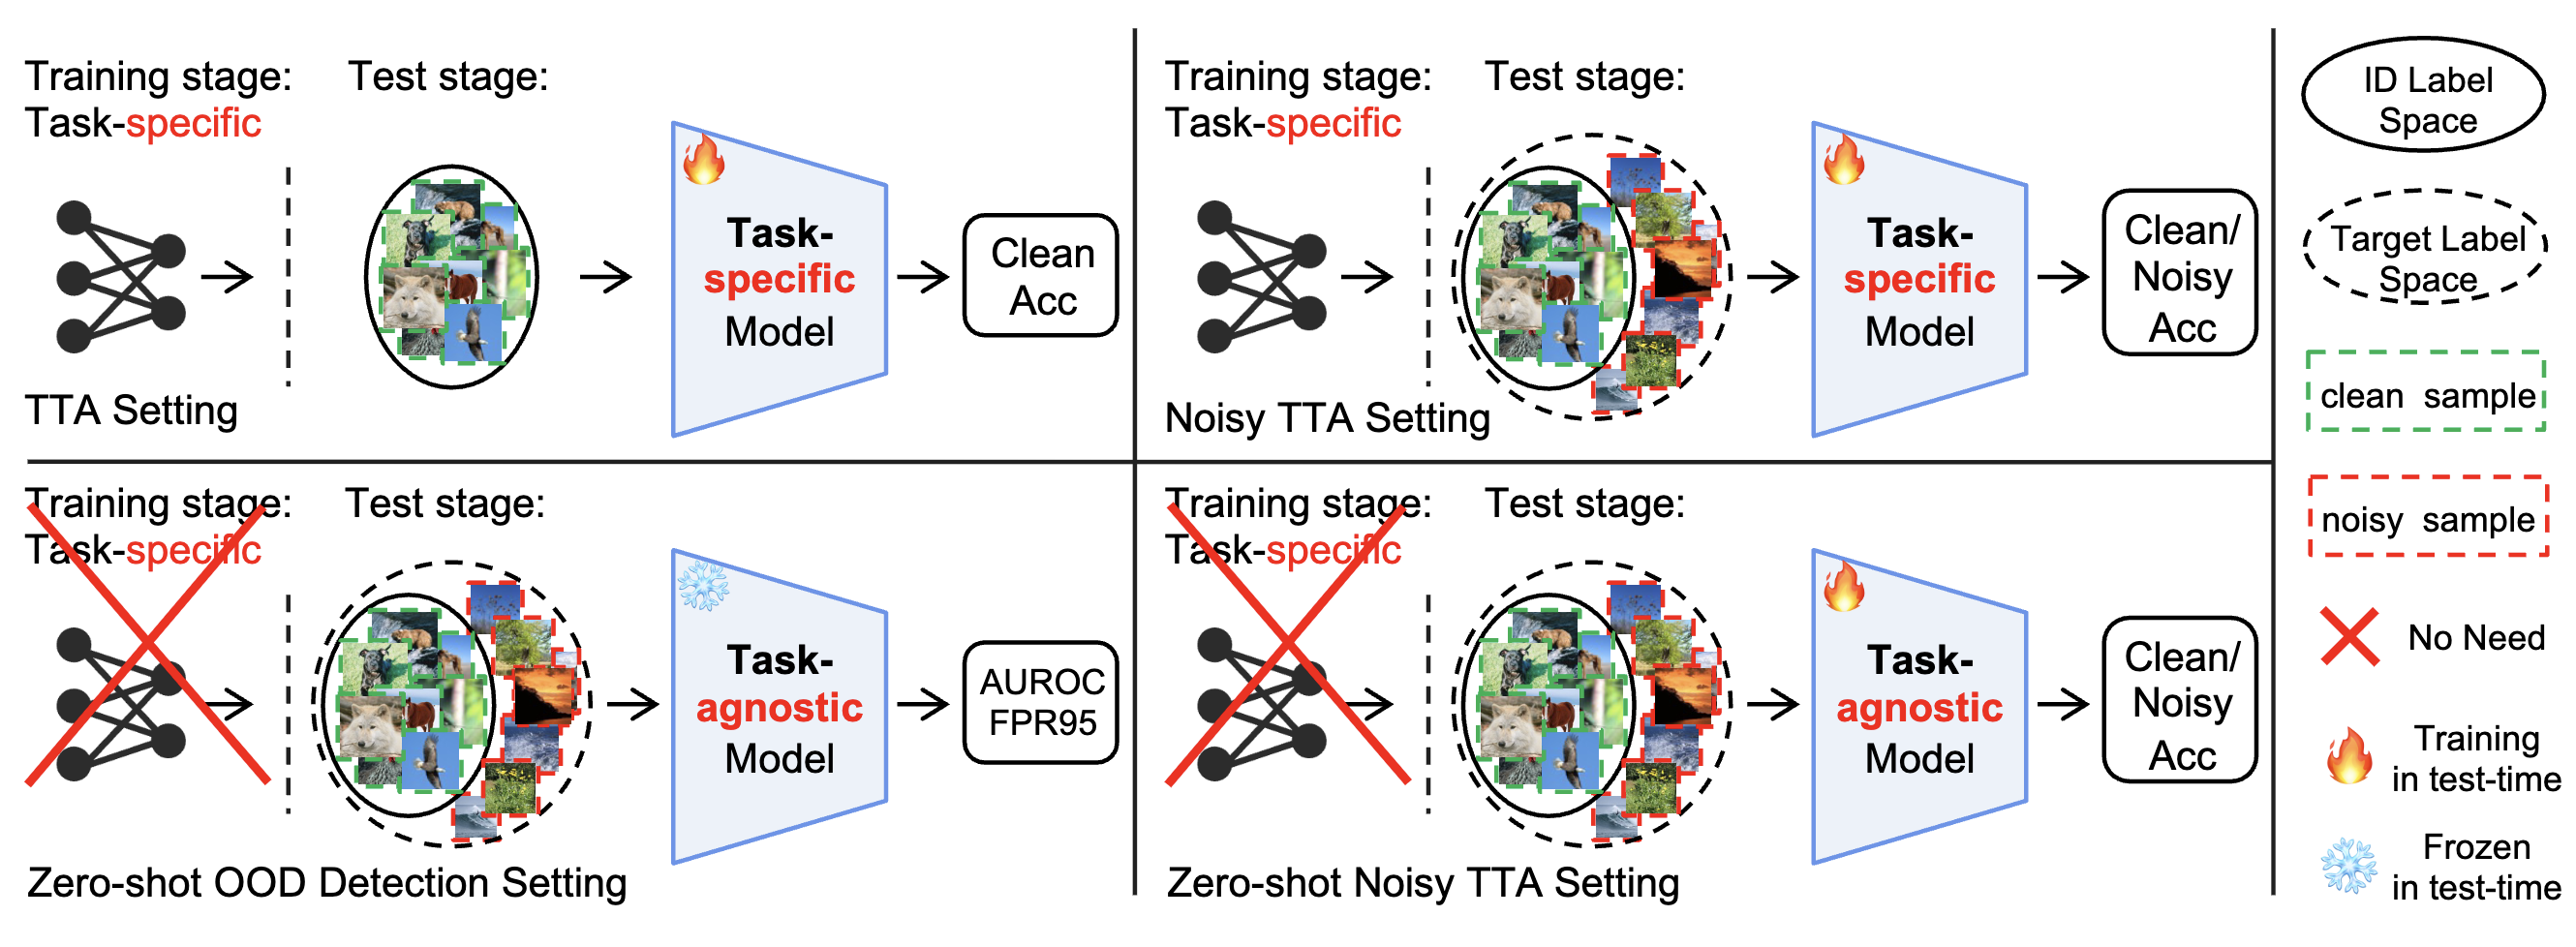 Training stage:
Task-specific
Test stage:
Task-
specific
Model
Clean
Acc
TTA Setting
Training stage:
Task-specific
Test stage:
Task-
specific
Model
Clean/
Noisy
Acc
Noisy TTA Setting
Training stage:
Task-specific
Test stage:
Task-
agnostic
Model
AUROC
FPR95
Zero-shot OOD Detection Setting
Training stage:
Task-specific
Test stage:
Task-
agnostic
Model
Clean/
Noisy
Acc
Zero-shot Noisy TTA Setting
ID Label
Space
Target Label
Space
clean sample
noisy sample
No Need
Training
in test-time
Frozen
in test-time